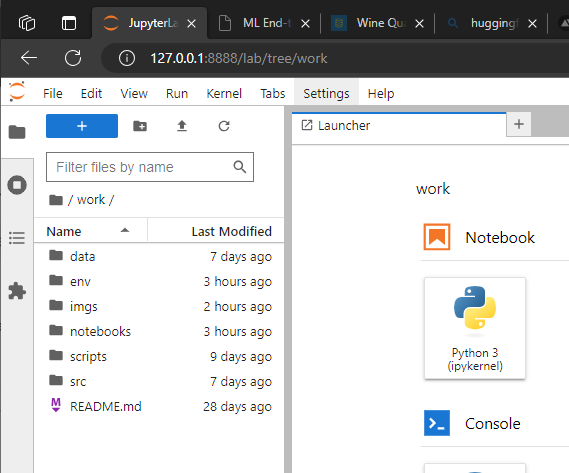 JupyterLa
ML End-t
Wine Qua
huggingf
127.0.0.1:8888/lab/tree/work
File Edit View Run Kernel Tabs Settings Help
+
Launcher
+
Filter files by name
/ work /
work
Name Last Modified
data 7 days ago
Notebook
env 3 hours ago
imgs 2 hours ago
notebooks 3 hours ago
scripts 9 days ago
Python 3
(ipykernel)
src 7 days ago
README.md 28 days ago
Console